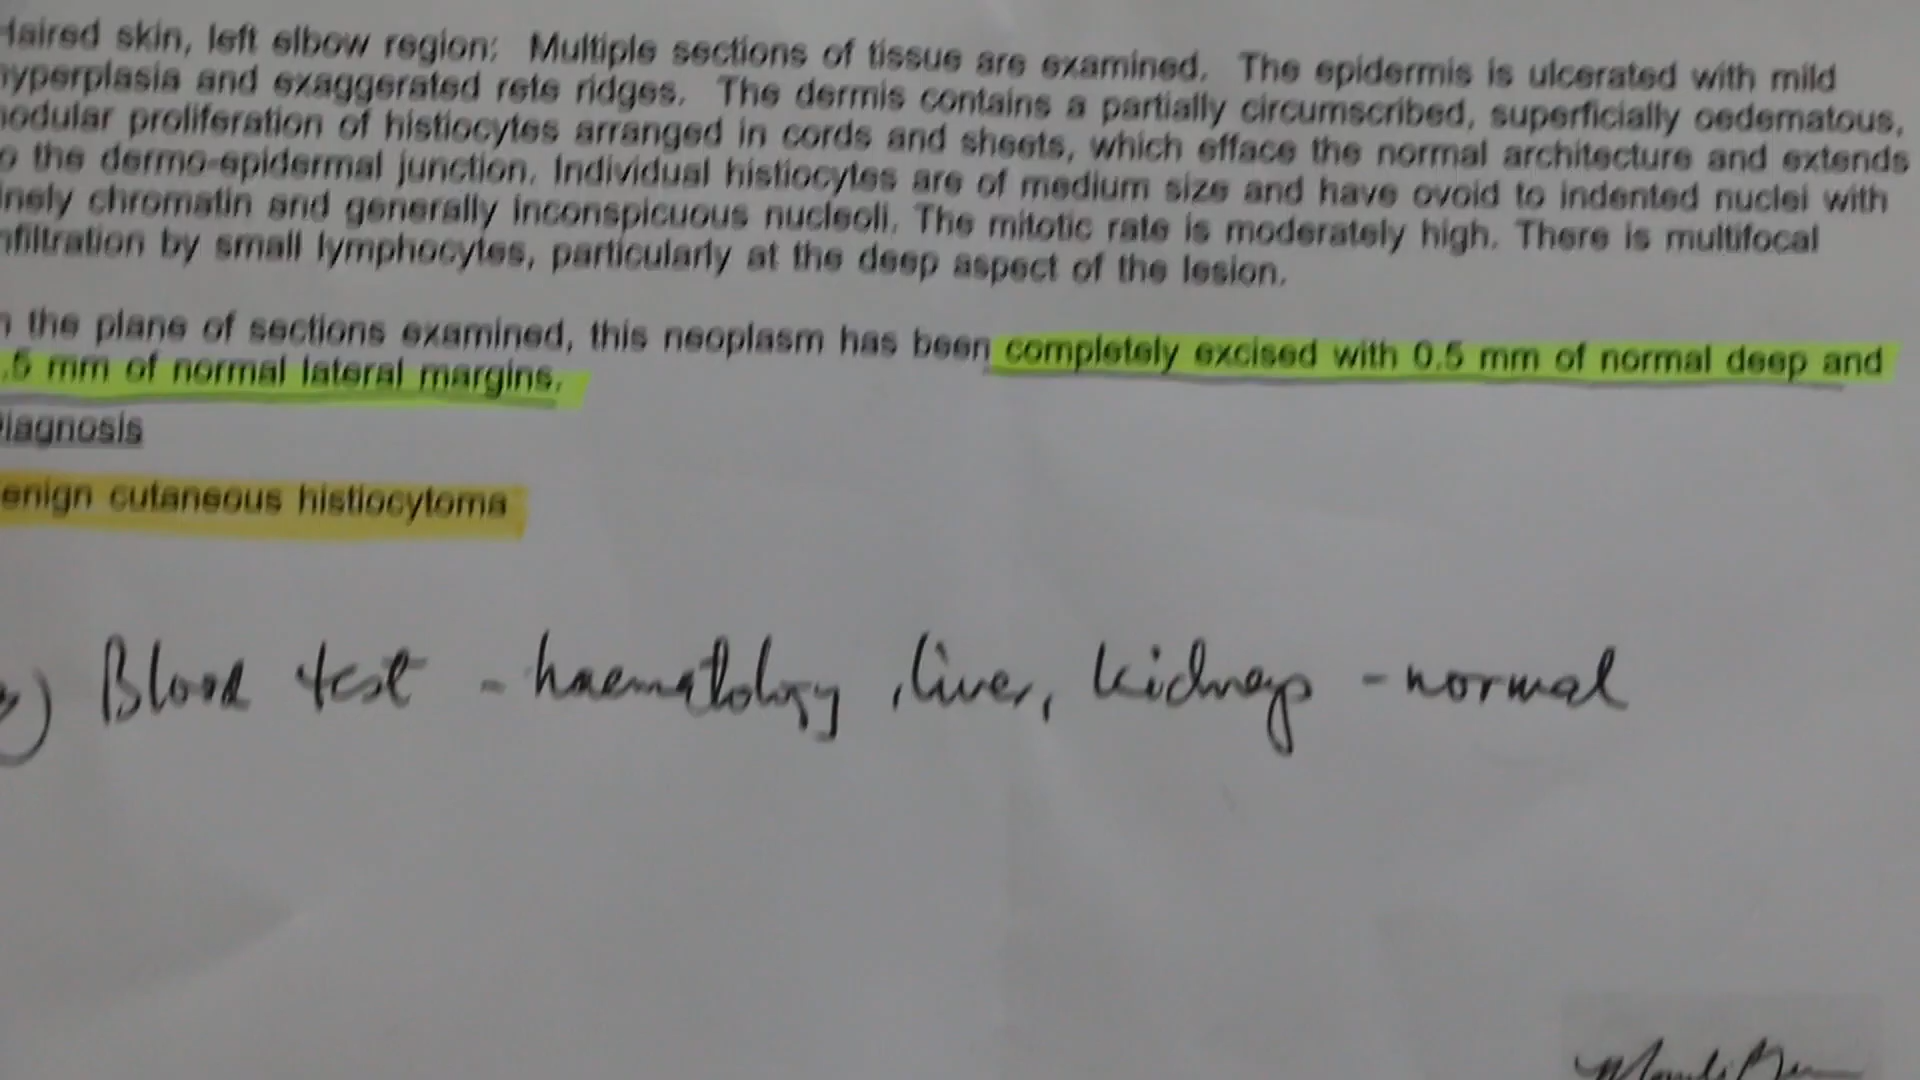 Haired skin, left elbow region: Multiple sections of tissue are examined. The epidermis is ulcerated with mild
hyperplasia and exaggerated rete ridges. The dermis contains a partially circumscribed, superficially oedematous,
nodular proliferation of histiocytes arranged in cords and sheets, which efface the normal architecture and extends
o the dermo-epidermal junction. Individual histiocytes are of medium size and have ovoid to indented nuclei with
inely chromatin and generally inconspicuous nucleoli. The mitotic rate is moderately high. There is multifocal
nfiltration by small lymphocytes, particularly at the deep aspect of the lesion.
n the plane of sections examined, this neoplasm has been completely excised with 0.5 mm of normal deep and
.5 mm of normal lateral margins.
Diagnosis
enign cutaneous histiocytoma
) Blood test - haematology, liver, kidney - normal